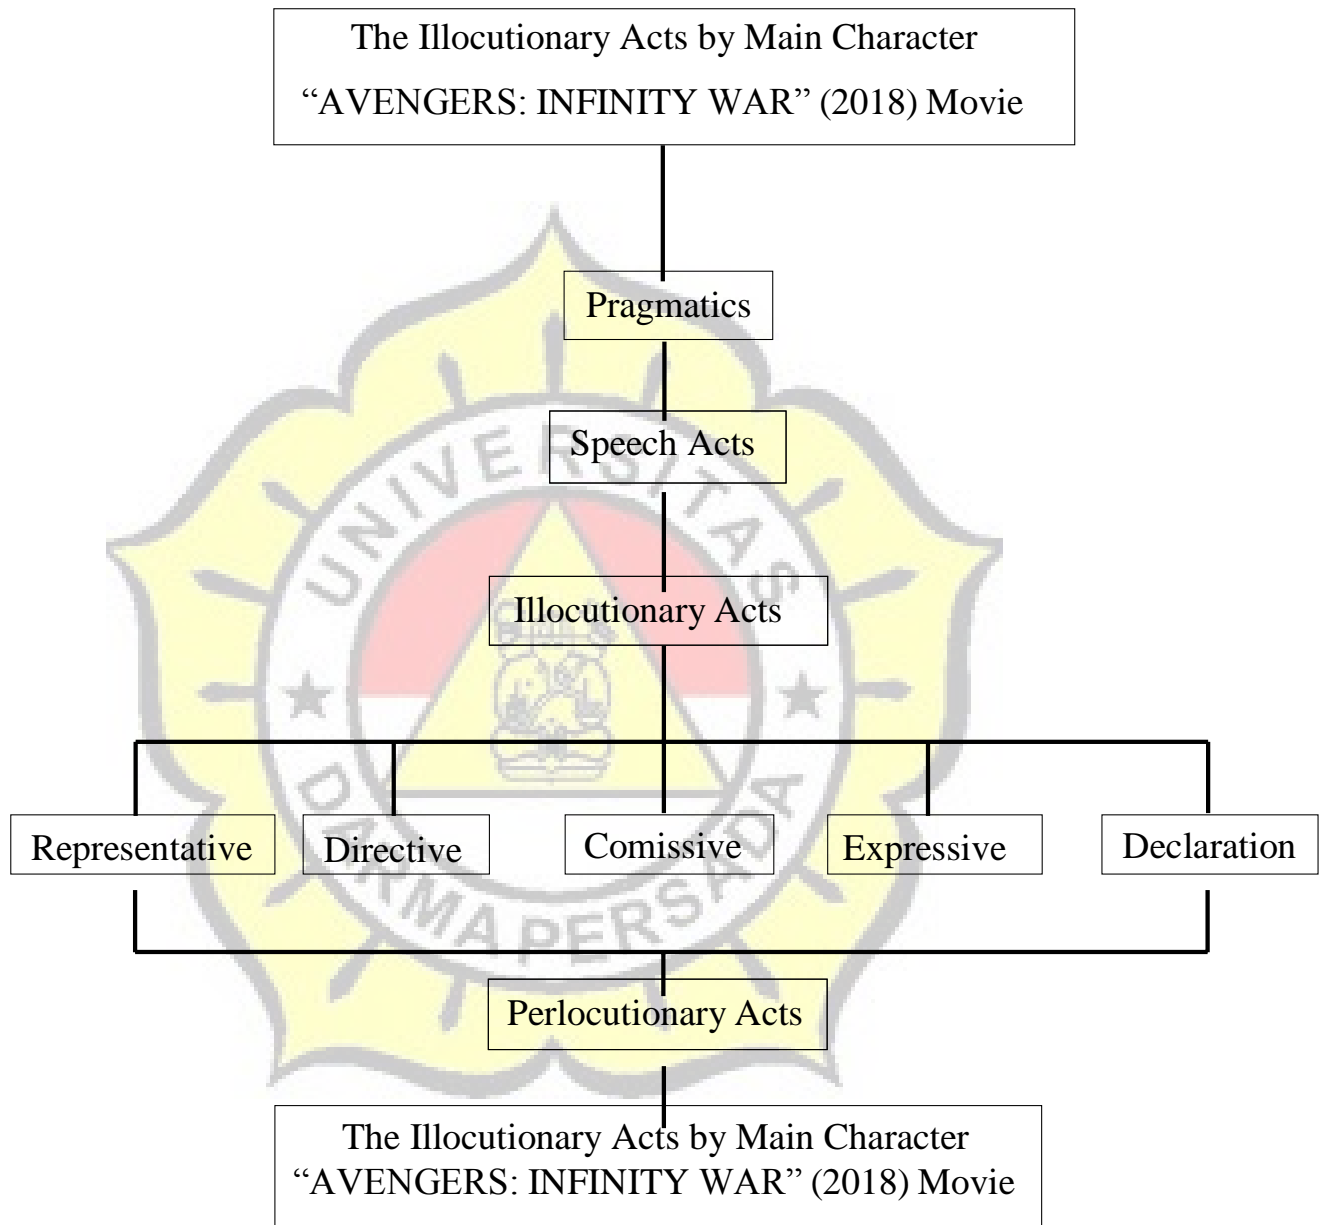 The Illocutionary Acts by Main Character
“AVENGERS: INFINITY WAR” (2018) Movie
Pragmatics
Speech Acts
UNIVERSITAS
Illocutionary Acts
Representative
Directive
Comissive
Expressive
Declaration
DARMA PERSADA
Perlocutionary Acts
The Illocutionary Acts by Main Character
“AVENGERS: INFINITY WAR” (2018) Movie